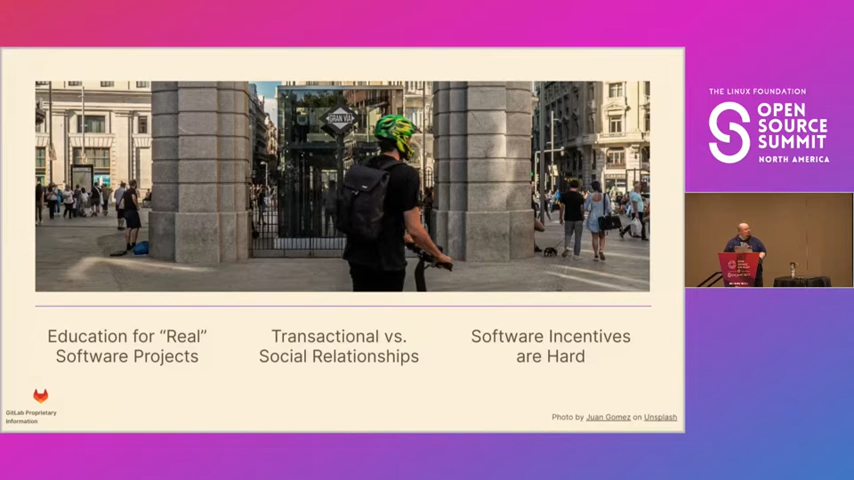 GRAN VIA
Education for “Real”
Software Projects
Transactional vs.
Social Relationships
Software Incentives
are Hard
GitLab Proprietary
Information
Photo by Juan Gomez on Unsplash
THE LINUX FOUNDATION
OPEN
SOURCE
SUMMIT
NORTH AMERICA